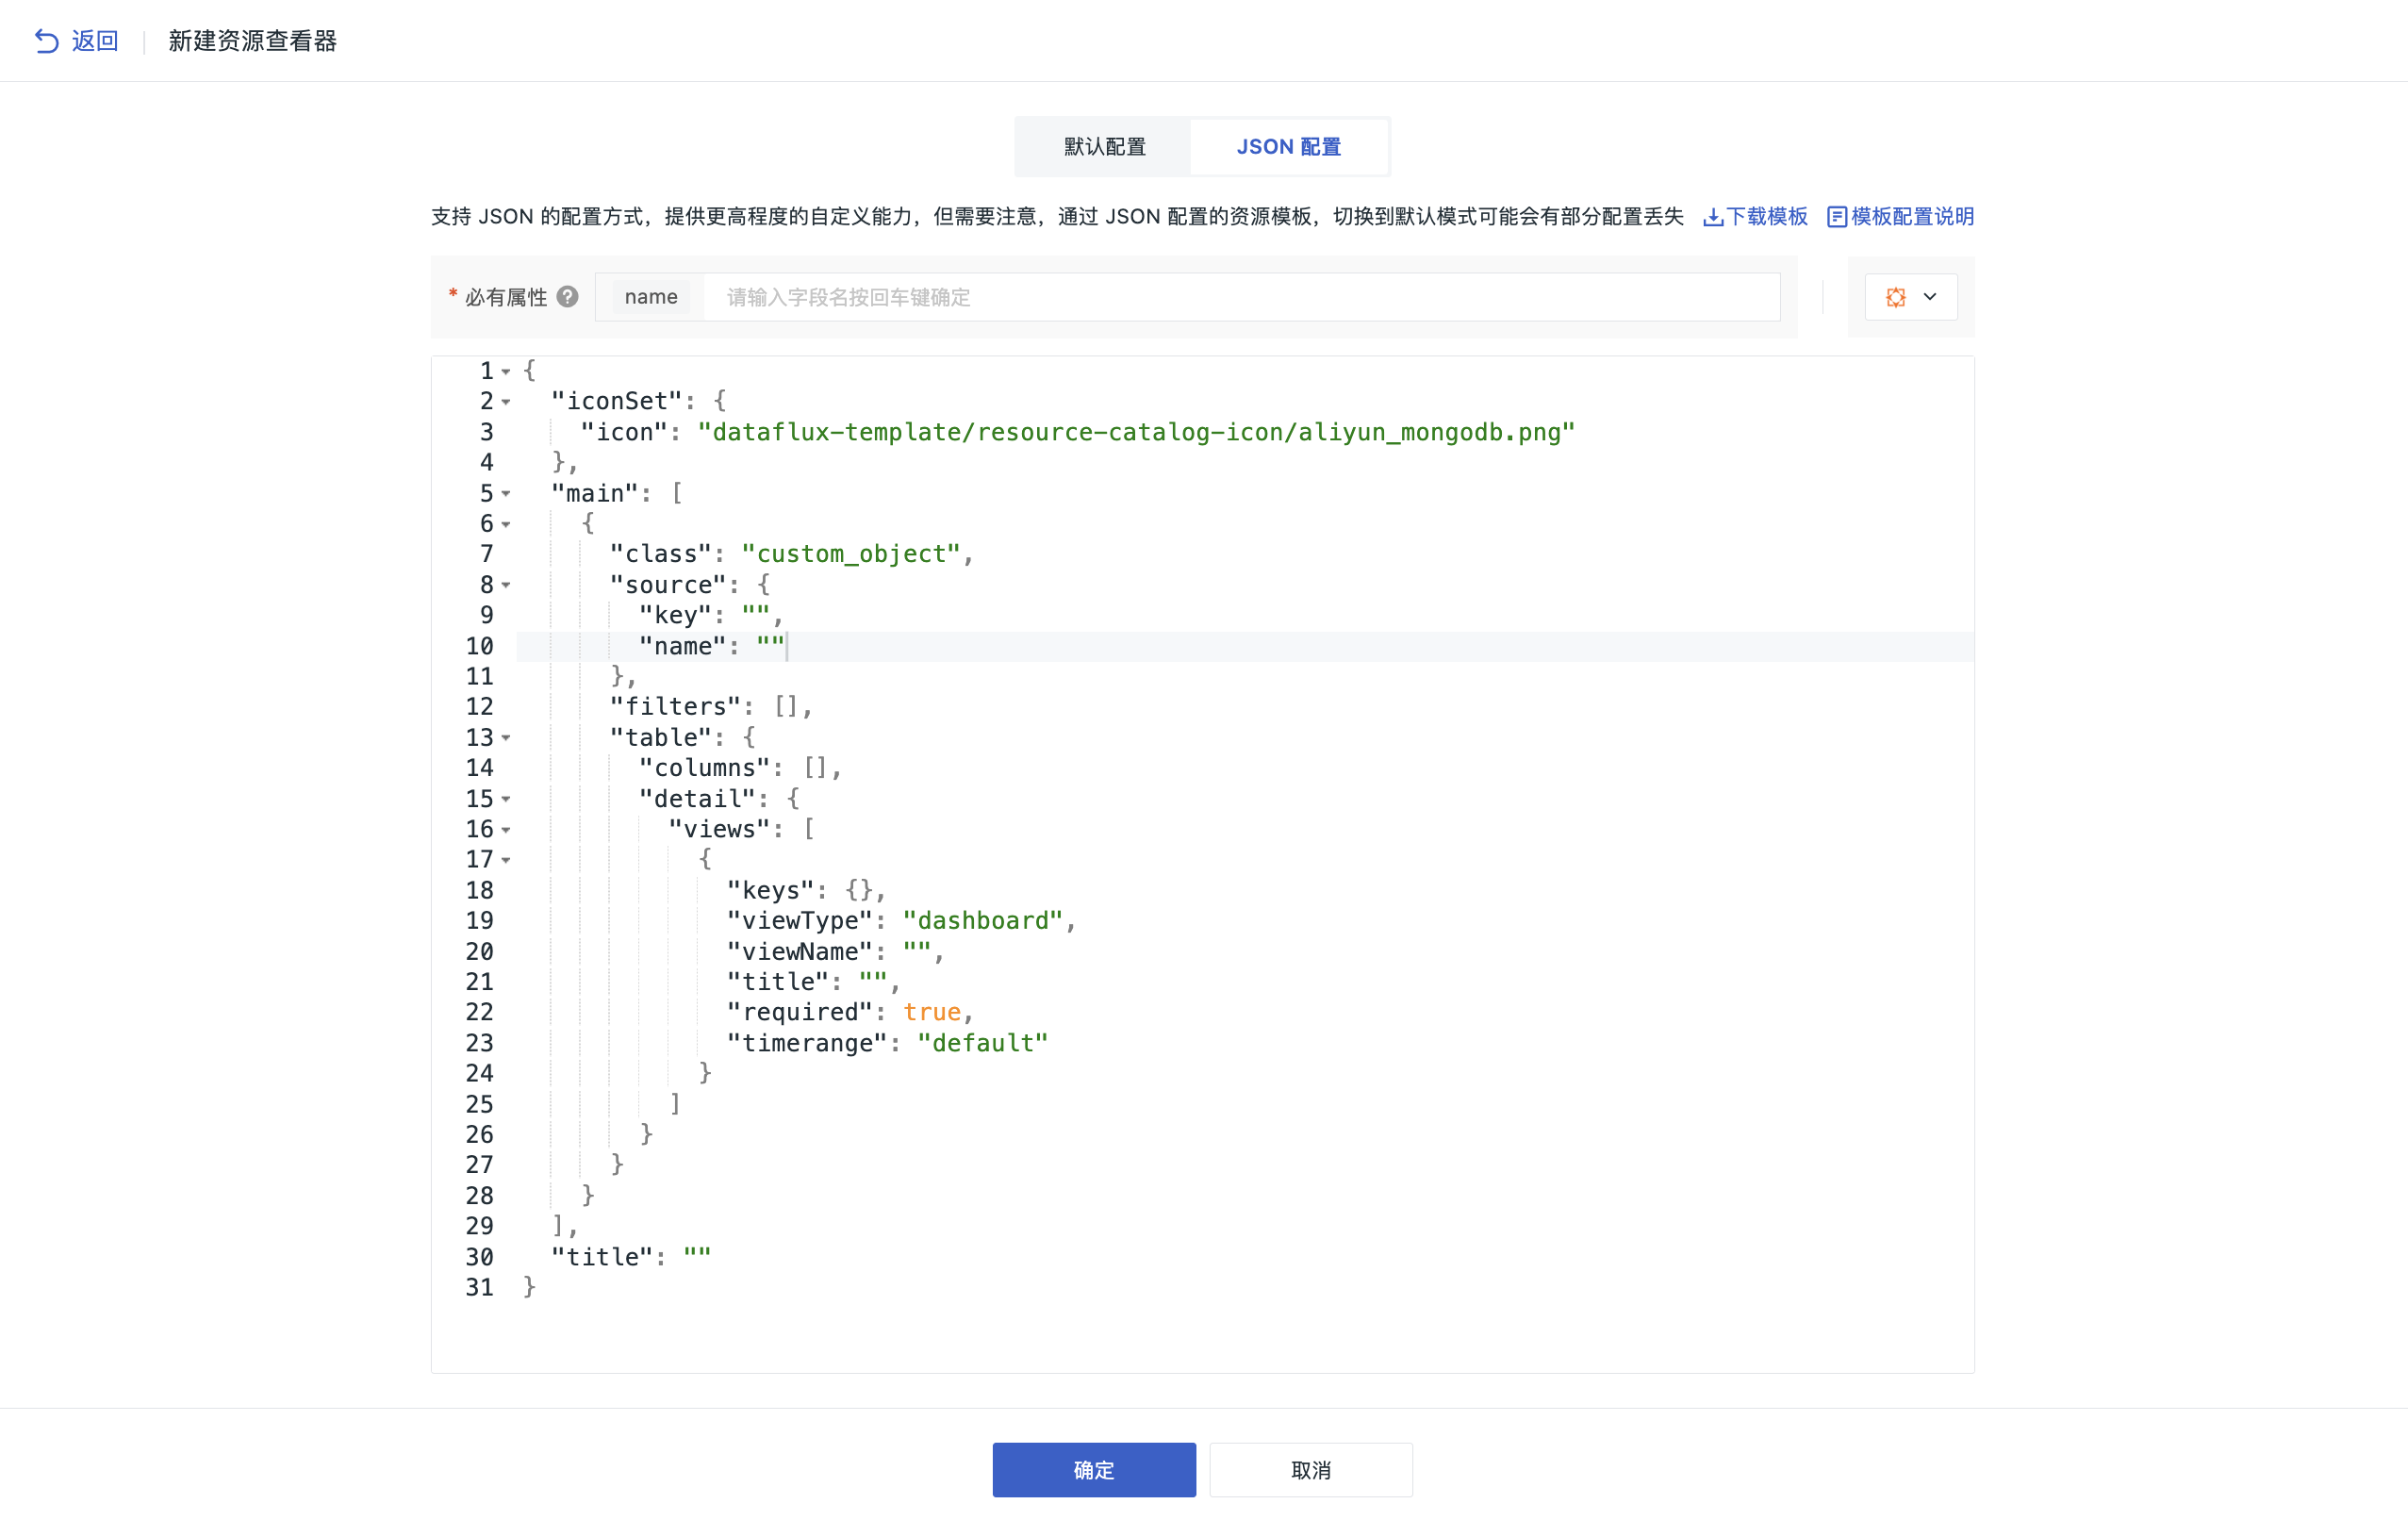 返回 新建资源查看器
默认配置 JSON 配置
支持 JSON 的配置方式，提供更高程度的自定义能力，但需要注意，通过 JSON 配置的资源模板，切换到默认模式可能会有部分配置丢失 下载模板 模板配置说明
* 必有属性 ? name 请输入字段名按回车键确定
1 {
2 "iconSet": {
3 "icon": "dataflux-template/resource-catalog-icon/aliyun_mongodb.png"
4 },
5 "main": [
6 {
7 "class": "custom_object",
8 "source": {
9 "key": "",
10 "name": ""
11 },
12 "filters": [],
13 "table": {
14 "columns": [],
15 "detail": {
16 "views": [
17 {
18 "keys": {},
19 "viewType": "dashboard",
20 "viewName": "",
21 "title": "",
22 "required": true,
23 "timerange": "default"
24 }
25 ]
26 }
27 }
28 }
29 ],
30 "title": ""
31 }
确定 取消